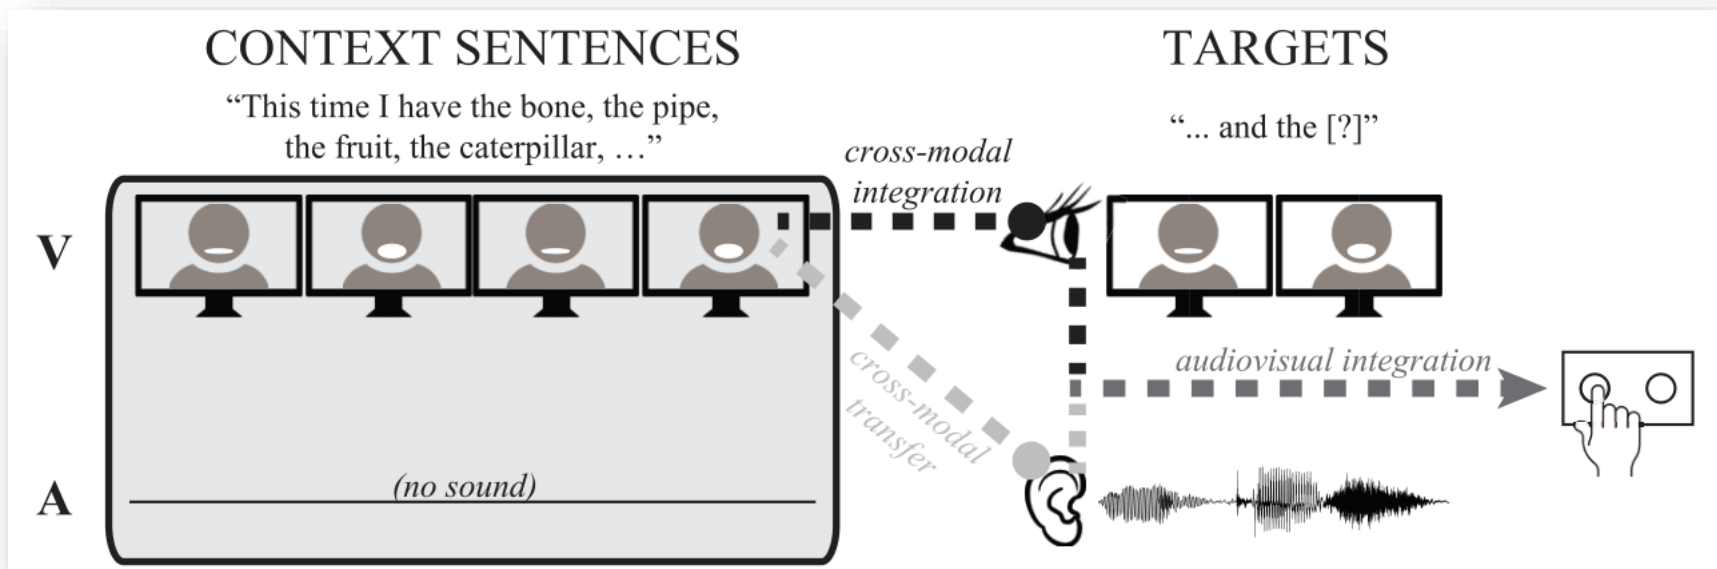 CONTEXT SENTENCES
“This time I have the bone, the pipe,
the fruit, the caterpillar, …”
TARGETS
“... and the [?]”
cross-modal
integration
V
cross-modal
transfer
audiovisual integration
A
(no sound)